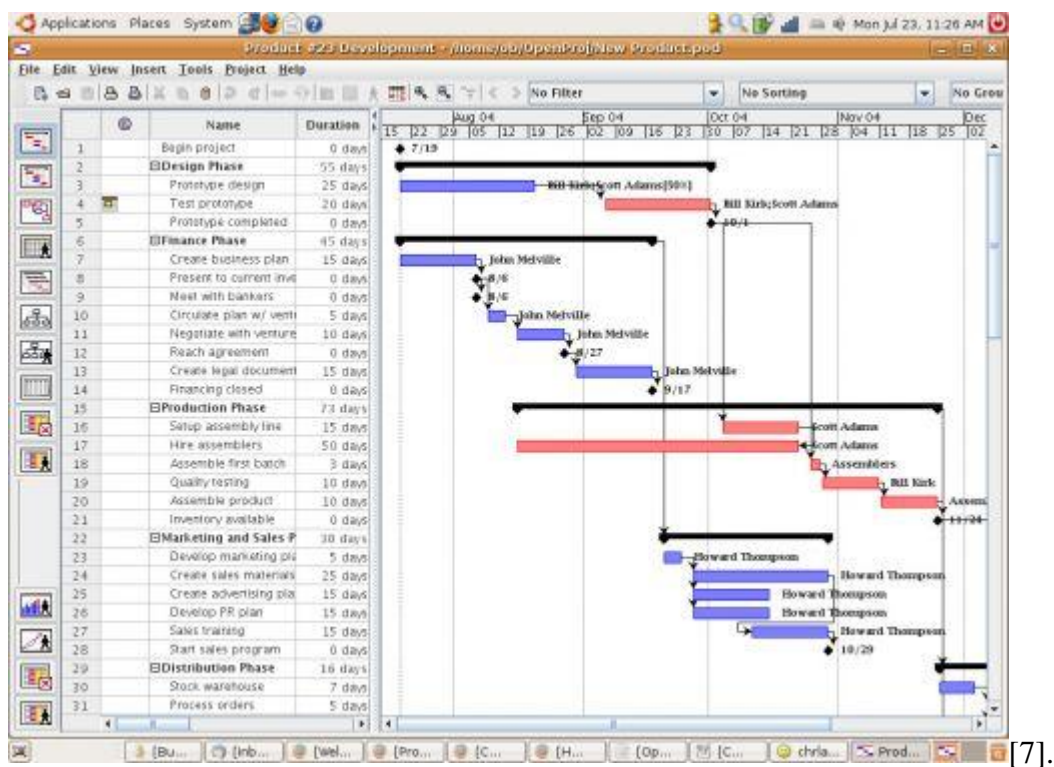 Applications Places System Mon Jul 23, 11:26 AM
Product #23 Development - /home/ob/OpenProj/New Product.pod
File Edit View Insert Tools Project Help
No Filter No Sorting No Grou
Name Duration
Aug 04 Sep 04 Oct 04 Nov 04 Dec
15 22 29 05 12 19 26 02 09 16 23 30 07 14 21 28 04 11 18 25 02
1 Begin project 0 days 7/19
2 Design Phase 55 days
3 Prototype design 25 days Bill Kirk;Scott Adams[50%]
4 Test prototype 20 days Bill Kirk;Scott Adams
5 Prototype completed 0 days 10/1
6 Finance Phase 45 days
7 Create business plan 15 days John Melville
8 Present to current inve 0 days 8/6
9 Meet with bankers 0 days 8/6
10 Circulate plan w/ ventu 5 days John Melville
11 Negotiate with venture 10 days John Melville
12 Reach agreement 0 days 8/27
13 Create legal document 15 days John Melville
14 Financing closed 0 days 9/17
15 Production Phase 73 days
16 Setup assembly line 15 days Scott Adams
17 Hire assemblers 50 days Scott Adams
18 Assemble first batch 3 days Assemblers
19 Quality testing 10 days Bill Kirk
20 Assemble product 10 days Assem
21 Inventory available 0 days 11/24
22 Marketing and Sales P 30 days
23 Develop marketing pla 5 days Howard Thompson
24 Create sales materials 25 days Howard Thompson
25 Create advertising pla 15 days Howard Thompson
26 Develop PR plan 15 days Howard Thompson
27 Sales training 15 days Howard Thompson
28 Start sales program 0 days 10/29
29 Distribution Phase 16 days
30 Stock warehouse 7 days
31 Process orders 5 days
[Bu... [Inb... [Wel... [Pro... [C... [H... [Op... [C... chrla... Prod...
[7].